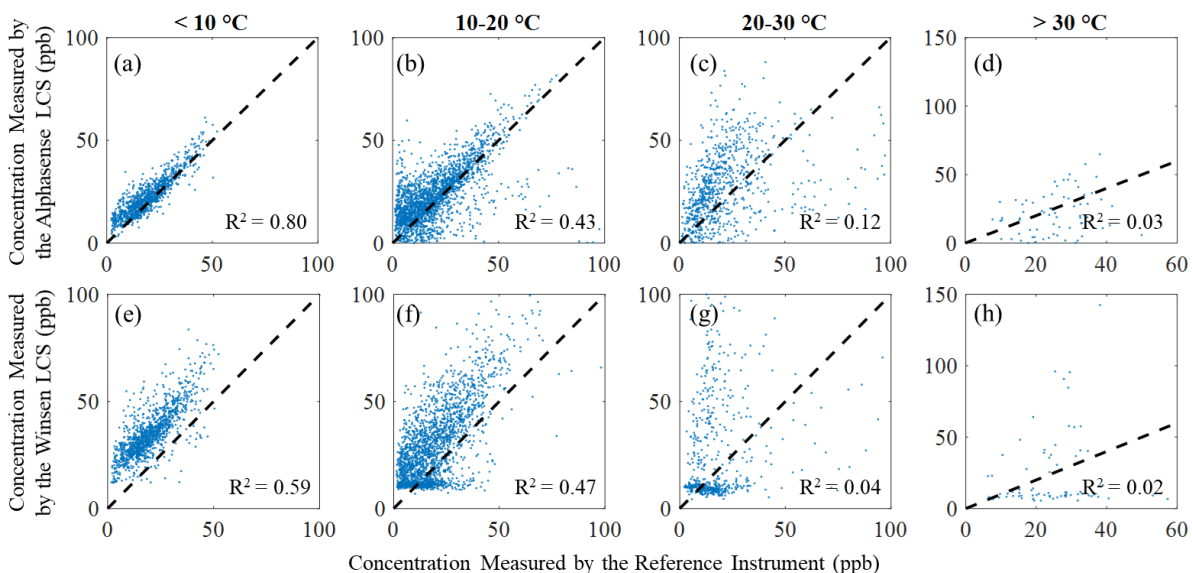 < 10 °C
10-20 °C
20-30 °C
> 30 °C
Concentration Measured by
the Alphasense LCS (ppb)
100
50
0
(a)
R² = 0.80
0
50
100
(b)
R² = 0.43
100
50
0
0
50
100
(c)
R² = 0.12
100
50
0
0
50
100
(d)
R² = 0.03
150
100
50
0
0
20
40
60
Concentration Measured
by the Winsen LCS (ppb)
100
50
0
(e)
R² = 0.59
0
50
100
(f)
R² = 0.47
100
50
0
0
50
100
(g)
R² = 0.04
100
50
0
0
50
100
(h)
R² = 0.02
150
100
50
0
0
20
40
60
Concentration Measured by the Reference Instrument (ppb)